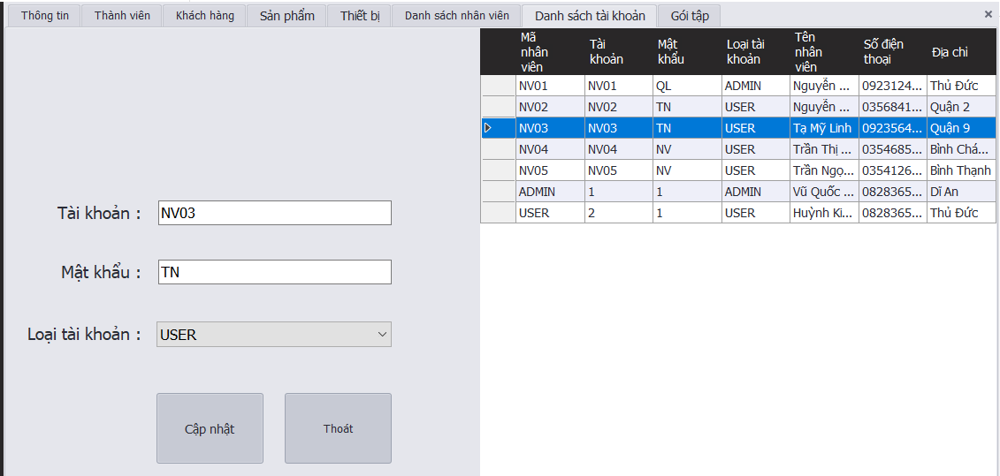 Thông tin Thành viên Khách hàng Sản phẩm Thiết bị Danh sách nhân viên Danh sách tài khoản Gói tập ×
Tài khoản : NV03
Mật khẩu : TN
Loại tài khoản : USER
Cập nhật Thoát
Mã nhân viên Tài khoản Mật khẩu Loại tài khoản Tên nhân viên Số điện thoại Địa chỉ
NV01 NV01 QL ADMIN Nguyễn ... 0923124... Thủ Đức
NV02 NV02 TN USER Nguyễn ... 0356841... Quận 2
NV03 NV03 TN USER Tạ Mỹ Linh 0923564... Quận 9
NV04 NV04 NV USER Trần Thị ... 0354685... Bình Chá...
NV05 NV05 NV USER Trần Ngọ... 0354126... Bình Thạnh
ADMIN 1 1 ADMIN Vũ Quốc ... 0828365... Dĩ An
USER 2 1 USER Huỳnh Ki... 0828365... Thủ Đức